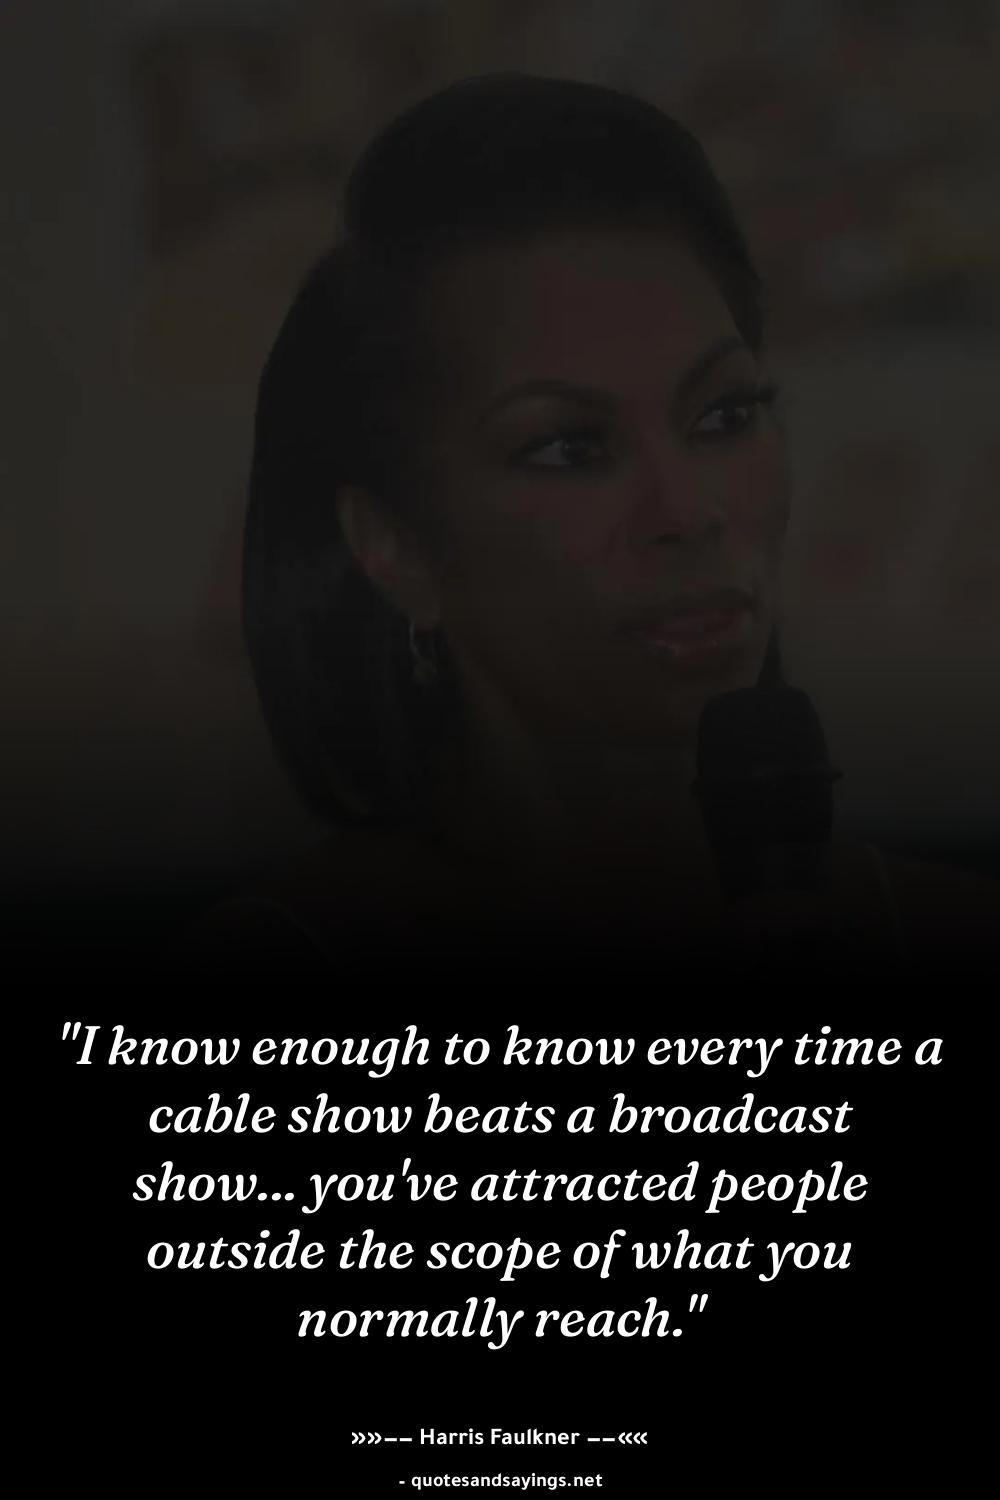 "I know enough to know every time a
cable show beats a broadcast
show... you've attracted people
outside the scope of what you
normally reach."
»»–– Harris Faulkner ––««
- quotesandsayings.net